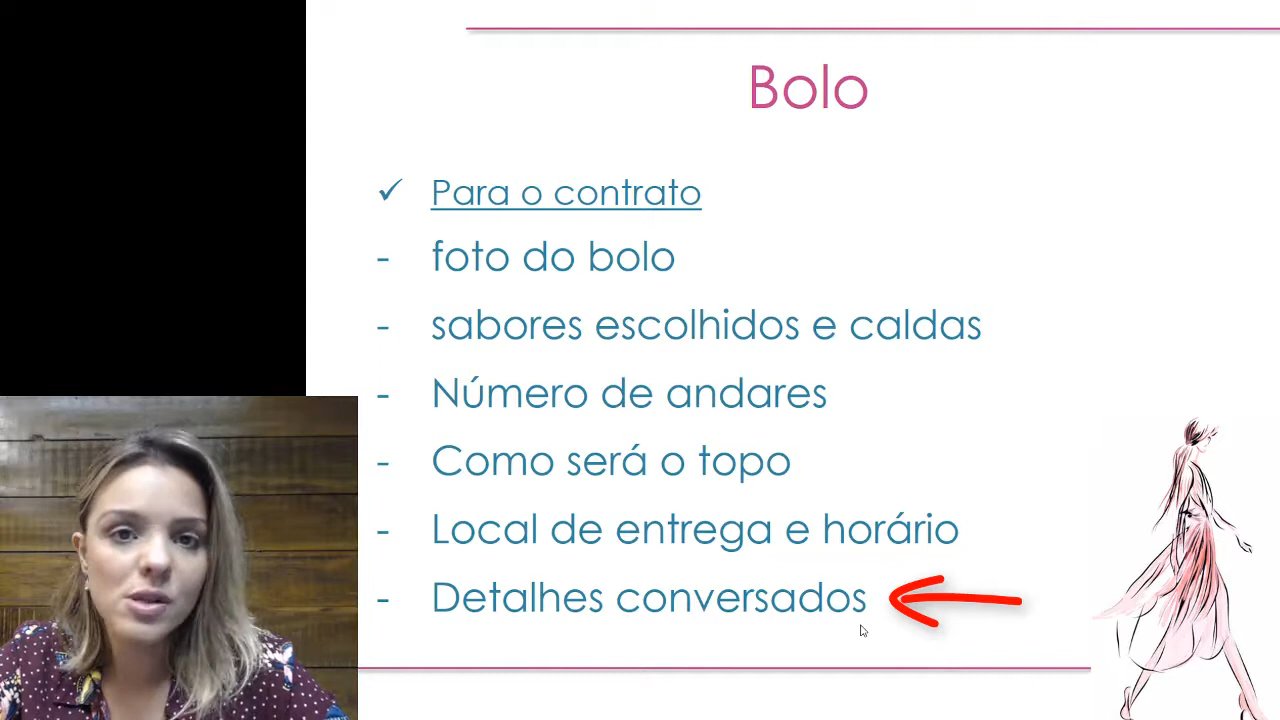 Bolo
✓ Para o contrato
- foto do bolo
- sabores escolhidos e caldas
- Número de andares
- Como será o topo
- Local de entrega e horário
- Detalhes conversados